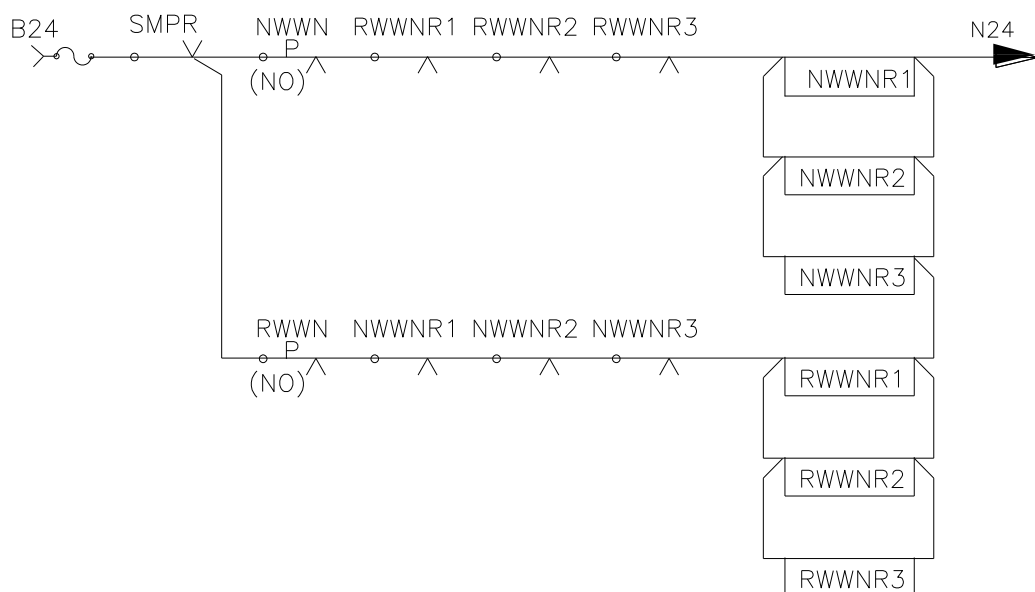 B24 SMPR NWWN RWWNR1 RWWNR2 RWWNR3 N24
P
(NO) NWWNR1
NWWNR2
NWWNR3
RWWN NWWNR1 NWWNR2 NWWNR3
P
(NO) RWWNR1
RWWNR2
RWWNR3